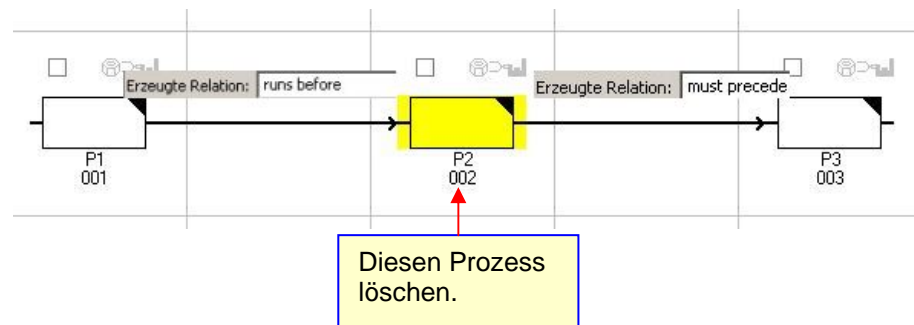 Erzeugte Relation: runs before
Erzeugte Relation: must precede
P1
001
P2
002
P3
003
Diesen Prozess
löschen.